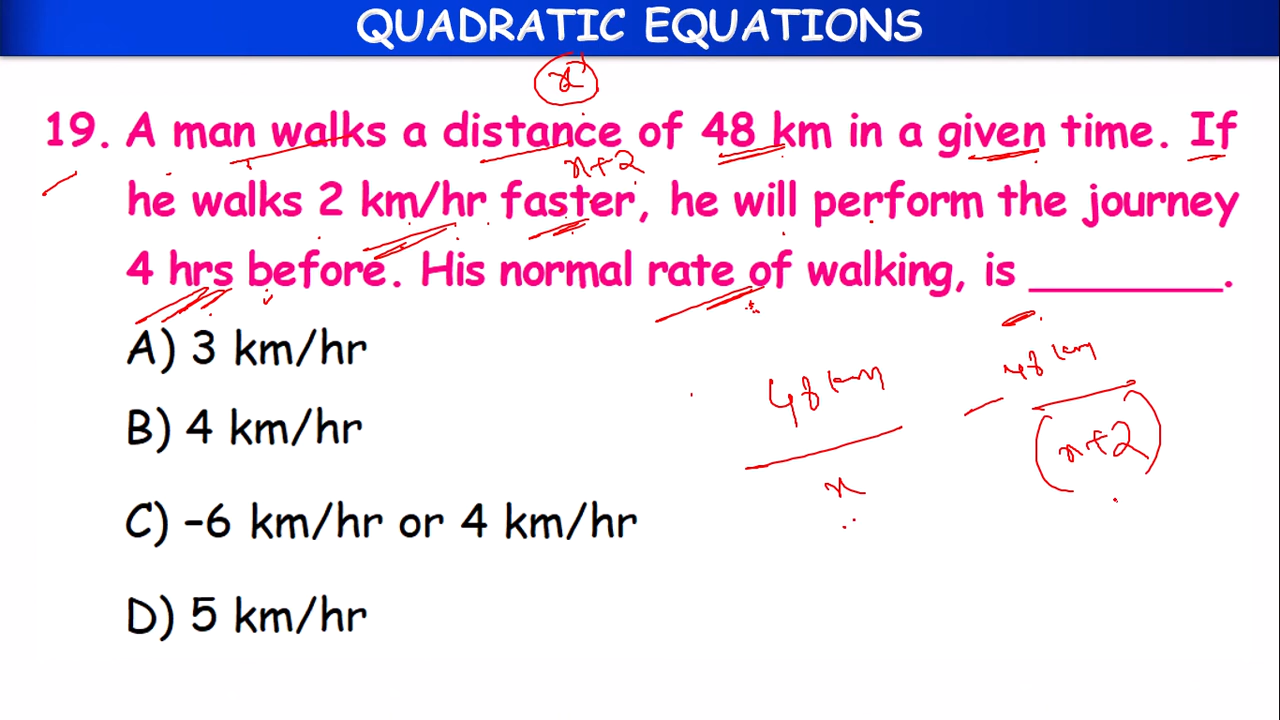 QUADRATIC EQUATIONS
x
19. A man walks a distance of 48 km in a given time. If
x+2
he walks 2 km/hr faster, he will perform the journey
4 hrs before. His normal rate of walking, is ________.
A) 3 km/hr
B) 4 km/hr
C) –6 km/hr or 4 km/hr
D) 5 km/hr
48 km – 48 km
x (x+2)